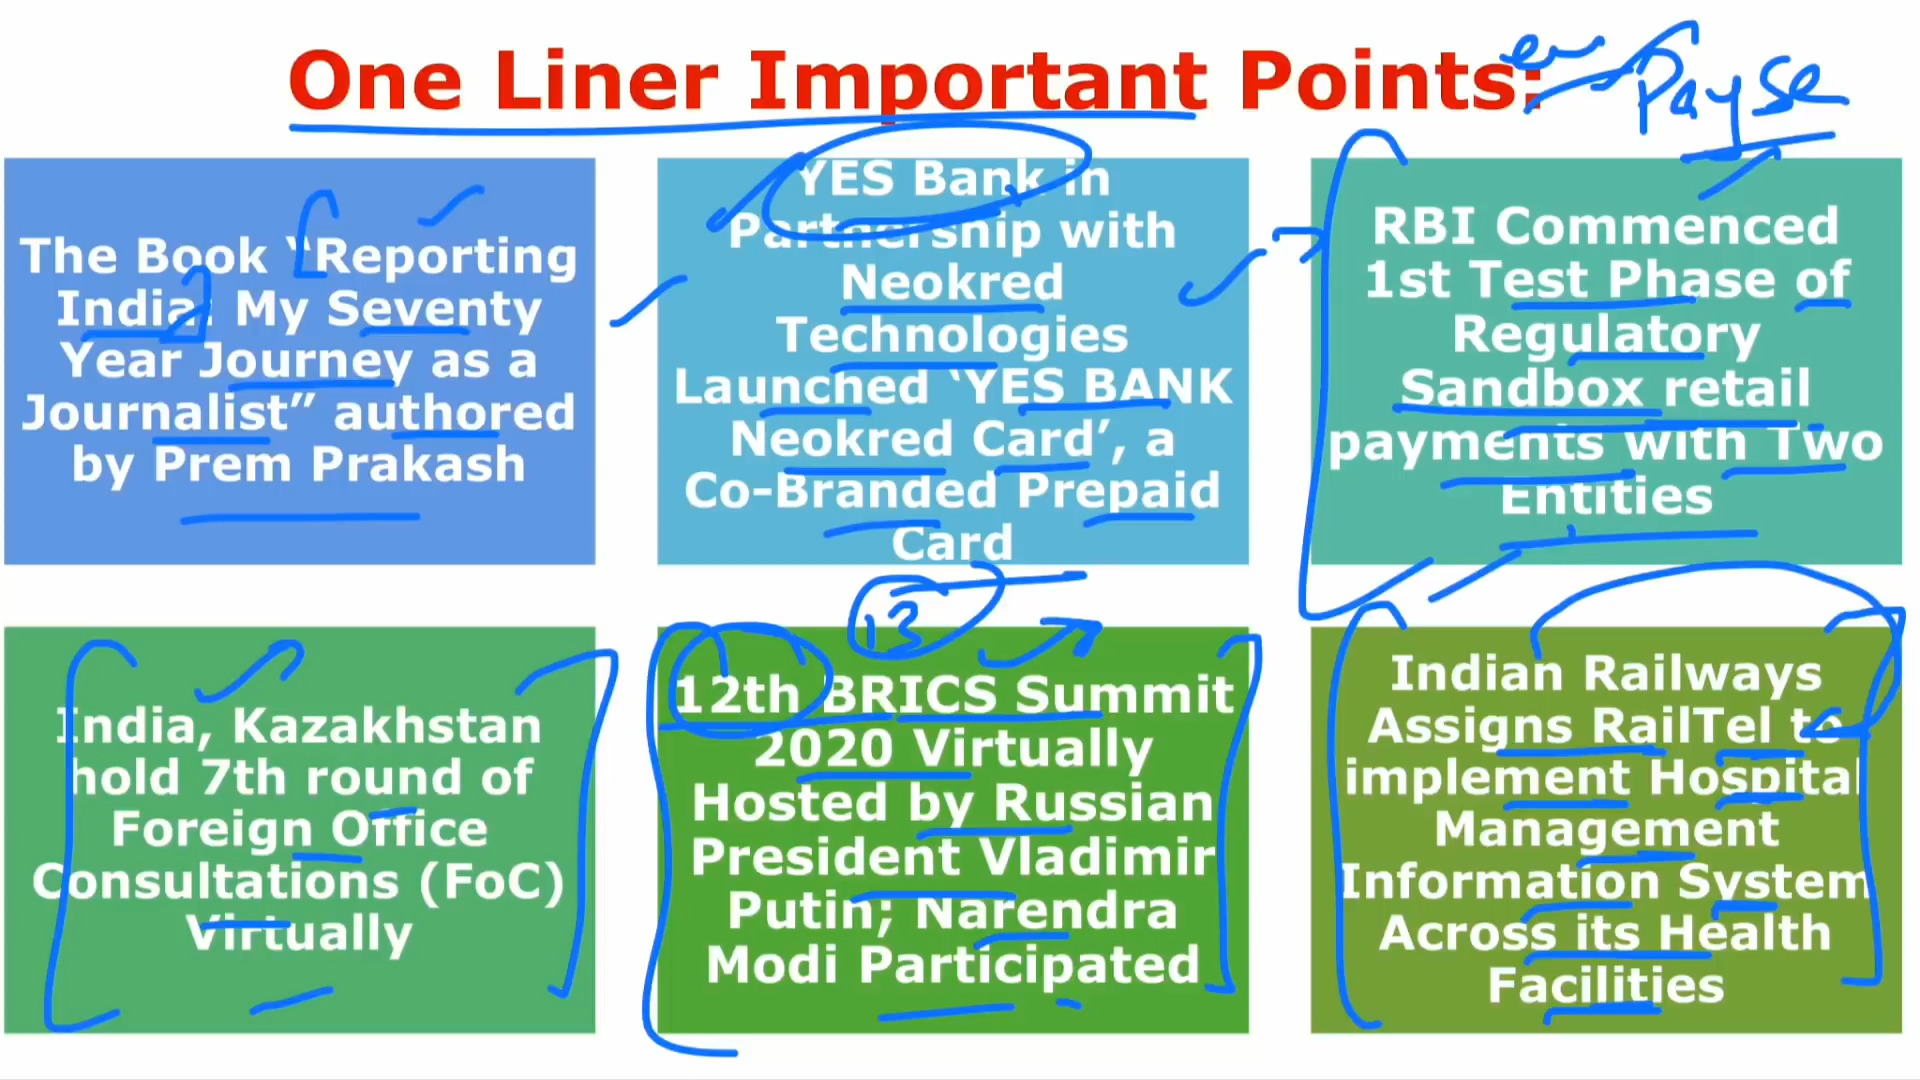 One Liner Important Points:
en Payse
The Book “Reporting
India: My Seventy
Year Journey as a
Journalist” authored
by Prem Prakash
YES Bank in
Partnership with
Neokred
Technologies
Launched ‘YES BANK
Neokred Card’, a
Co-Branded Prepaid
Card
RBI Commenced
1st Test Phase of
Regulatory
Sandbox retail
payments with Two
Entities
India, Kazakhstan
hold 7th round of
Foreign Office
Consultations (FoC)
Virtually
13
12th BRICS Summit
2020 Virtually
Hosted by Russian
President Vladimir
Putin; Narendra
Modi Participated
Indian Railways
Assigns RailTel to
implement Hospital
Management
Information System
Across its Health
Facilities